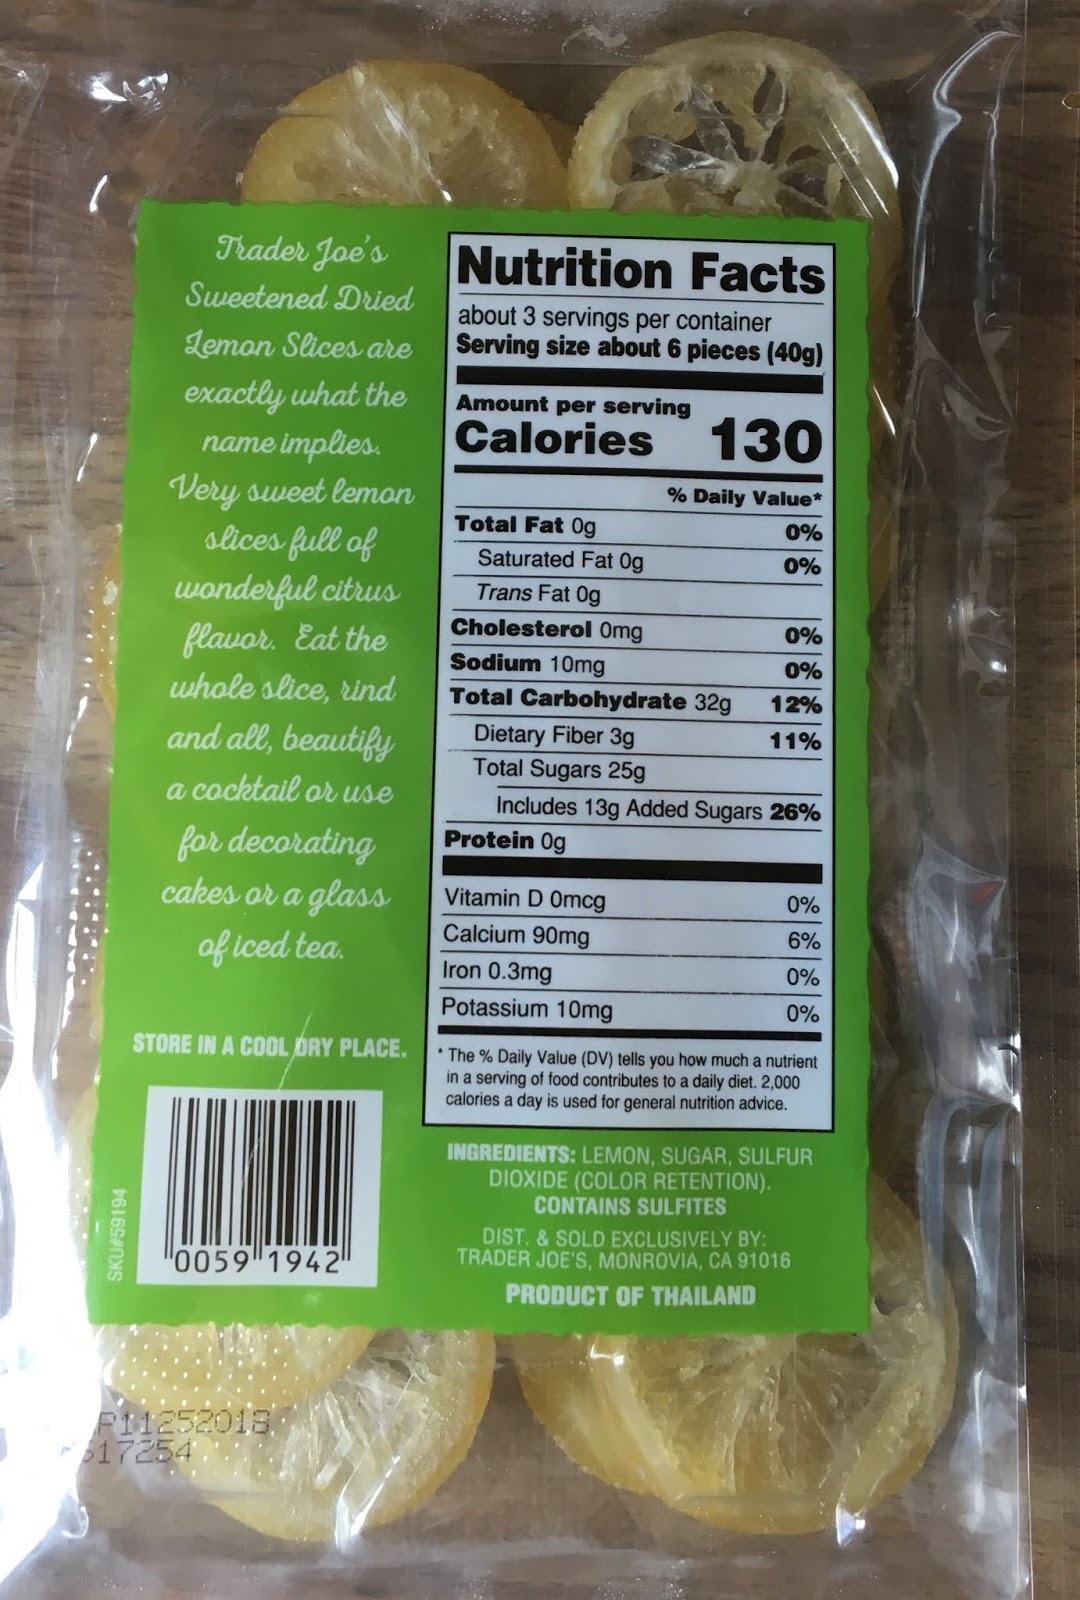 Trader Joe's
Sweetened Dried
Lemon Slices are
exactly what the
name implies.
Very sweet lemon
slices full of
wonderful citrus
flavor. Eat the
whole slice, rind
and all, beautify
a cocktail or use
for decorating
cakes or a glass
of iced tea.
STORE IN A COOL DRY PLACE.
SKU#59194
0059 1942
Nutrition Facts
about 3 servings per container
Serving size about 6 pieces (40g)
Amount per serving
Calories 130
% Daily Value*
Total Fat 0g 0%
Saturated Fat 0g 0%
Trans Fat 0g
Cholesterol 0mg 0%
Sodium 10mg 0%
Total Carbohydrate 32g 12%
Dietary Fiber 3g 11%
Total Sugars 25g
Includes 13g Added Sugars 26%
Protein 0g
Vitamin D 0mcg 0%
Calcium 90mg 6%
Iron 0.3mg 0%
Potassium 10mg 0%
* The % Daily Value (DV) tells you how much a nutrient
in a serving of food contributes to a daily diet. 2,000
calories a day is used for general nutrition advice.
INGREDIENTS: LEMON, SUGAR, SULFUR
DIOXIDE (COLOR RETENTION).
CONTAINS SULFITES
DIST. & SOLD EXCLUSIVELY BY:
TRADER JOE'S, MONROVIA, CA 91016
PRODUCT OF THAILAND